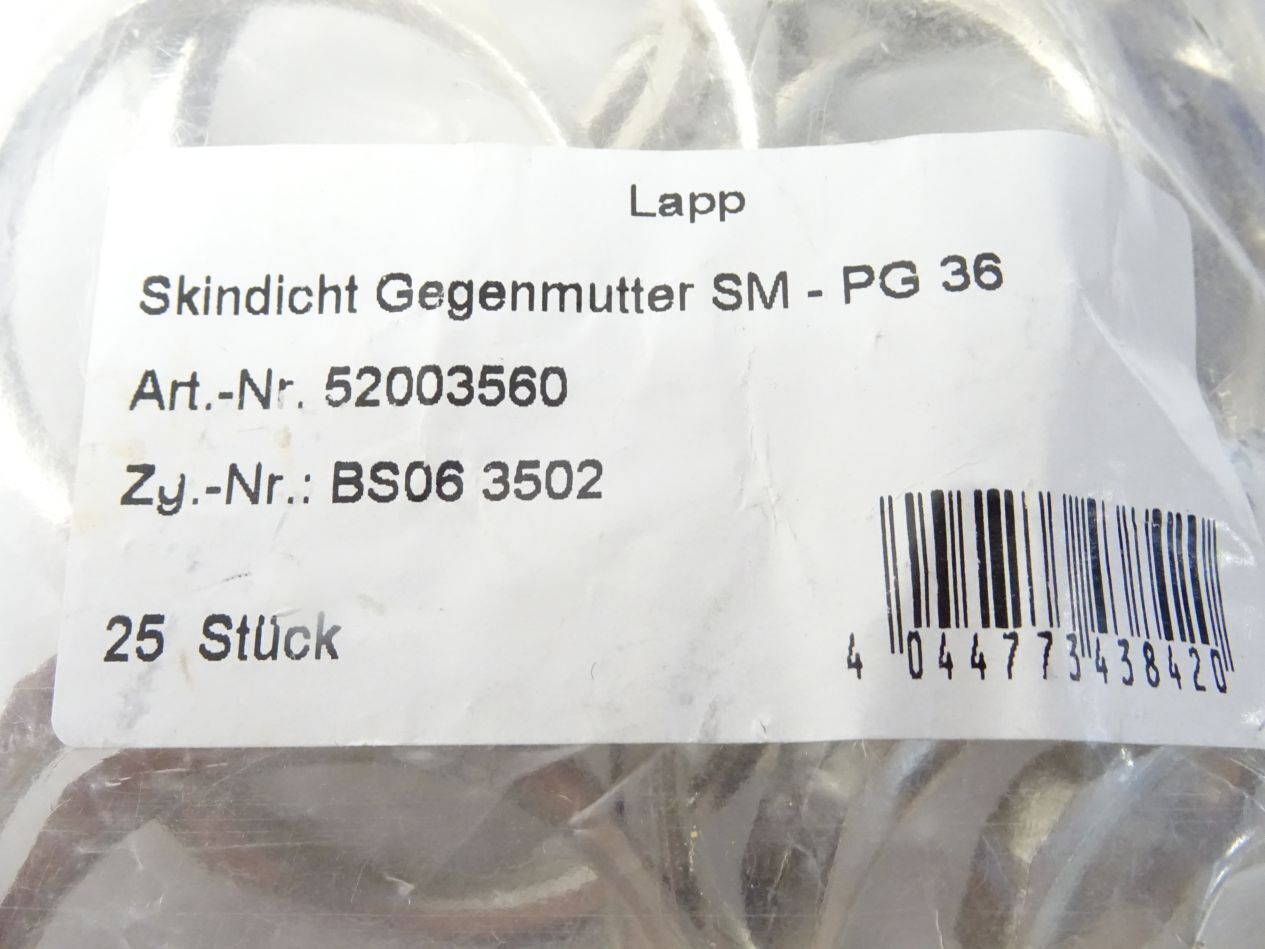 Lapp
Skindicht Gegenmutter SM - PG 36
Art.-Nr. 52003560
Zy.-Nr.: BS06 3502
25 Stück
4 044773 438420